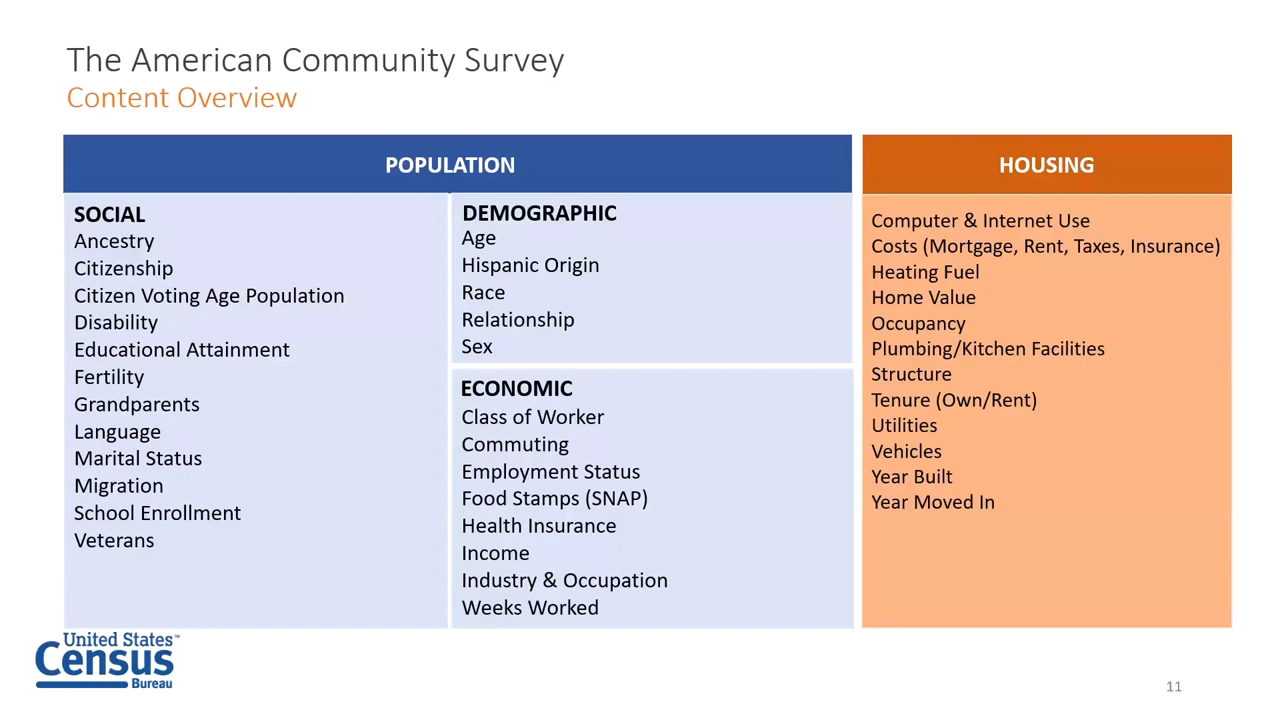 The American Community Survey
Content Overview
POPULATION
SOCIAL
Ancestry
Citizenship
Citizen Voting Age Population
Disability
Educational Attainment
Fertility
Grandparents
Language
Marital Status
Migration
School Enrollment
Veterans
DEMOGRAPHIC
Age
Hispanic Origin
Race
Relationship
Sex
ECONOMIC
Class of Worker
Commuting
Employment Status
Food Stamps (SNAP)
Health Insurance
Income
Industry & Occupation
Weeks Worked
HOUSING
Computer & Internet Use
Costs (Mortgage, Rent, Taxes, Insurance)
Heating Fuel
Home Value
Occupancy
Plumbing/Kitchen Facilities
Structure
Tenure (Own/Rent)
Utilities
Vehicles
Year Built
Year Moved In
United States™
Census
Bureau
11